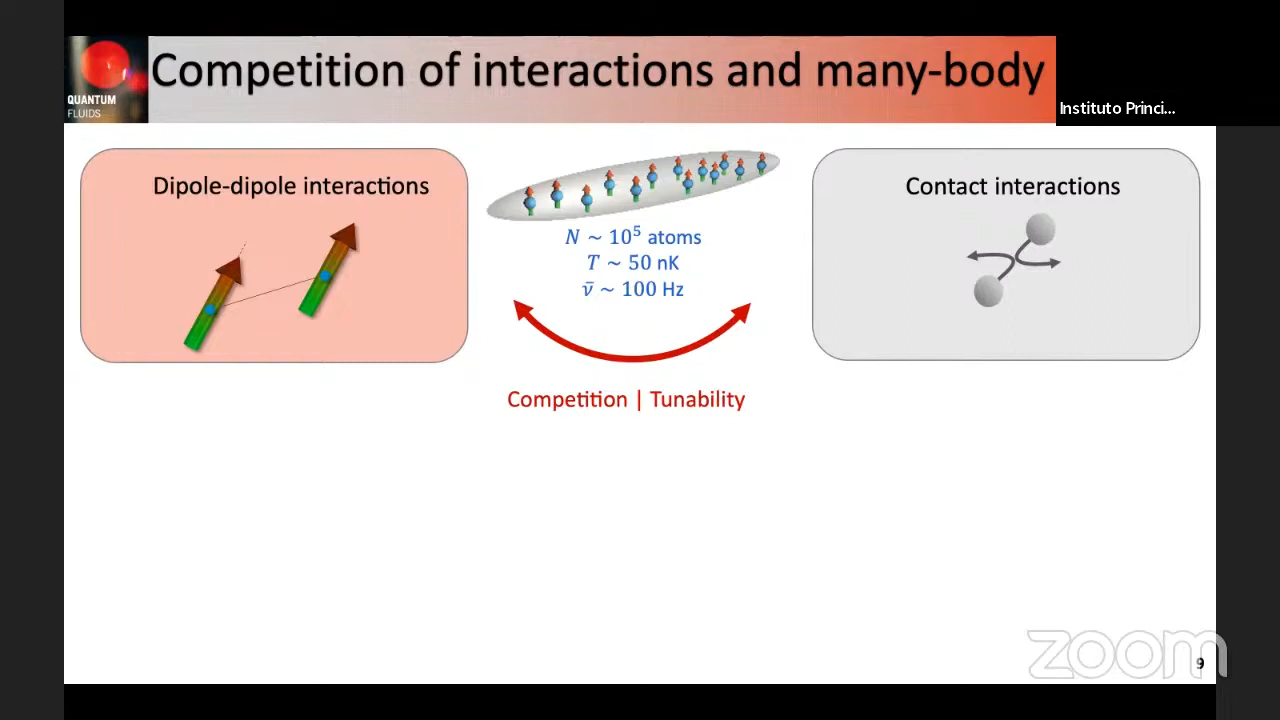 Competition of interactions and many-body
QUANTUM
FLUIDS
Instituto Princi...
Dipole-dipole interactions
N ~ 10⁵ atoms
T ~ 50 nK
ν̄ ~ 100 Hz
Contact interactions
Competition | Tunability
zoom
9